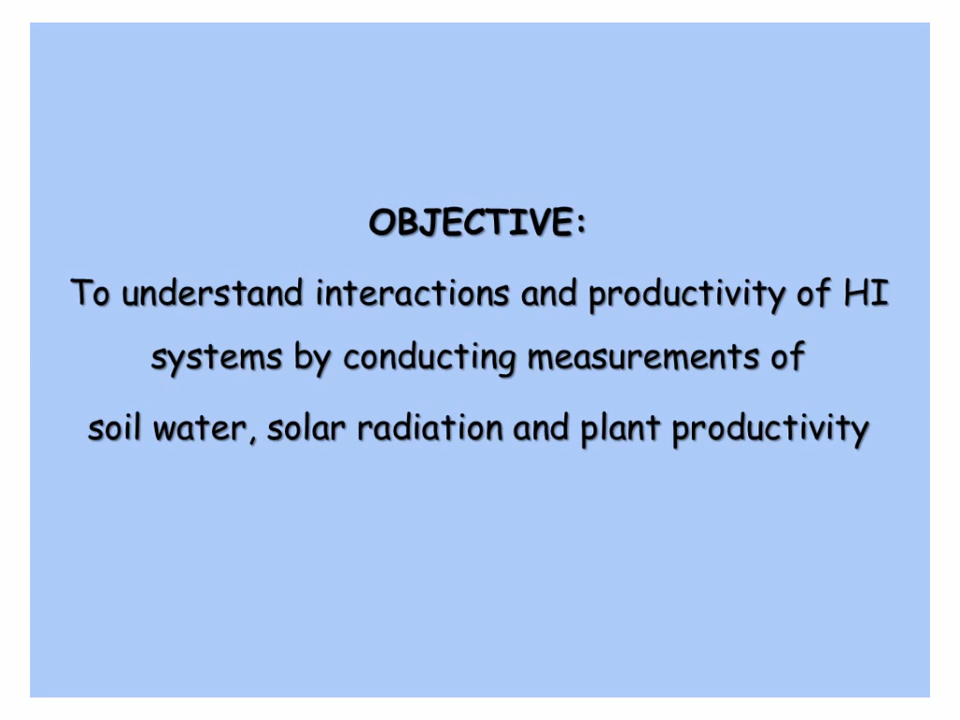 OBJECTIVE:
To understand interactions and productivity of HI
systems by conducting measurements of
soil water, solar radiation and plant productivity